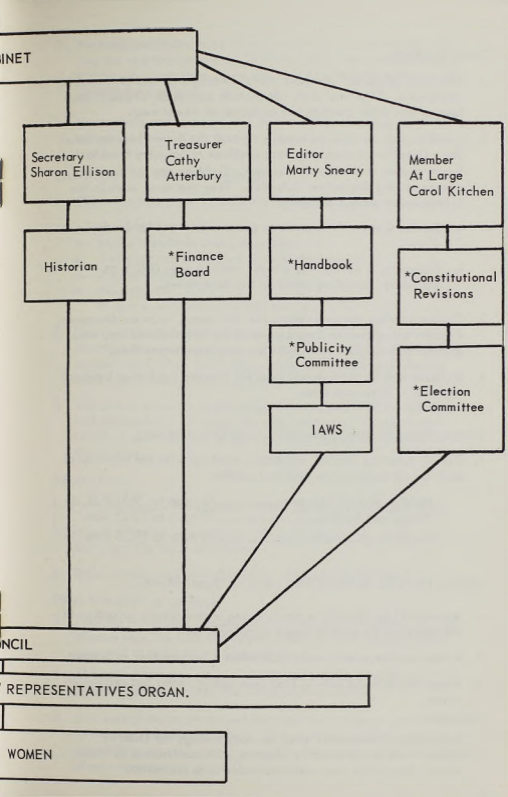 INET
Secretary
Sharon Ellison
Treasurer
Cathy
Atterbury
Editor
Marty Sneary
Member
At Large
Carol Kitchen
Historian
*Finance
Board
*Handbook
*Constitutional
Revisions
*Publicity
Committee
*Election
Committee
IAWS
NCIL
REPRESENTATIVES ORGAN.
WOMEN